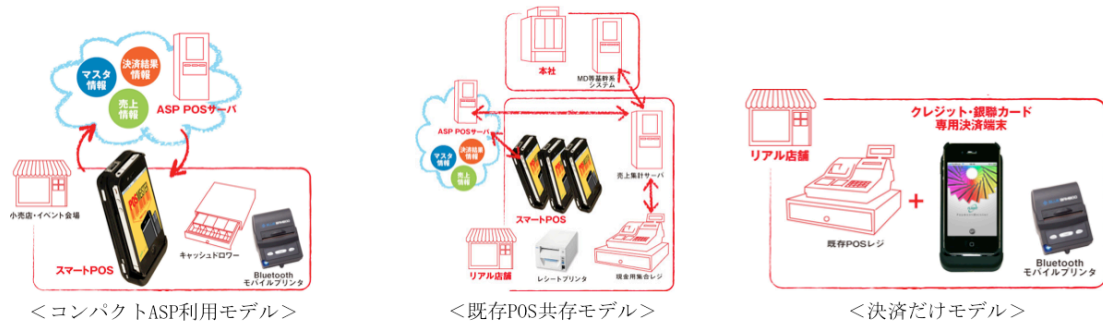 マスタ
情報
決済結果
情報
売上
情報
ASP POSサーバ
小売店・イベント会場
スマートPOS
キャッシュドロワー
Bluetooth
モバイルプリンタ
＜コンパクトASP利用モデル＞
本社
MD等基群系
システム
ASP POSサーバ
マスタ
情報
決済結果
情報
売上
情報
売上集計サーバ
スマートPOS
リアル店舗
レシートプリンタ
現金用集合レジ
＜既存POS共存モデル＞
リアル店舗
クレジット・銀聯カード
専用決済端末
既存POSレジ
+
Bluetooth
モバイルプリンタ
＜決済だけモデル＞